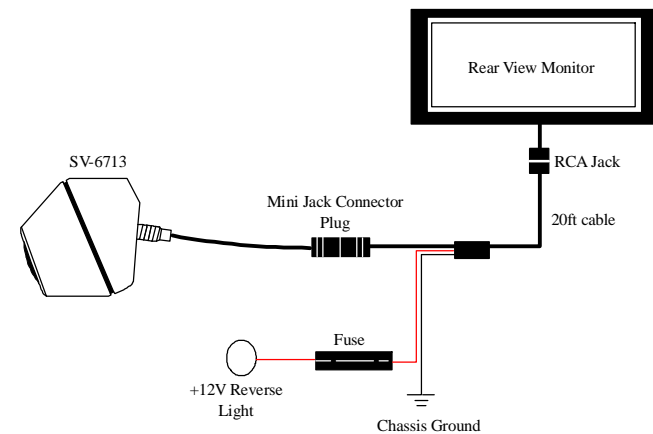 Rear View Monitor
SV-6713
RCA Jack
Mini Jack Connector
Plug
20ft cable
Fuse
+12V Reverse
Light
Chassis Ground